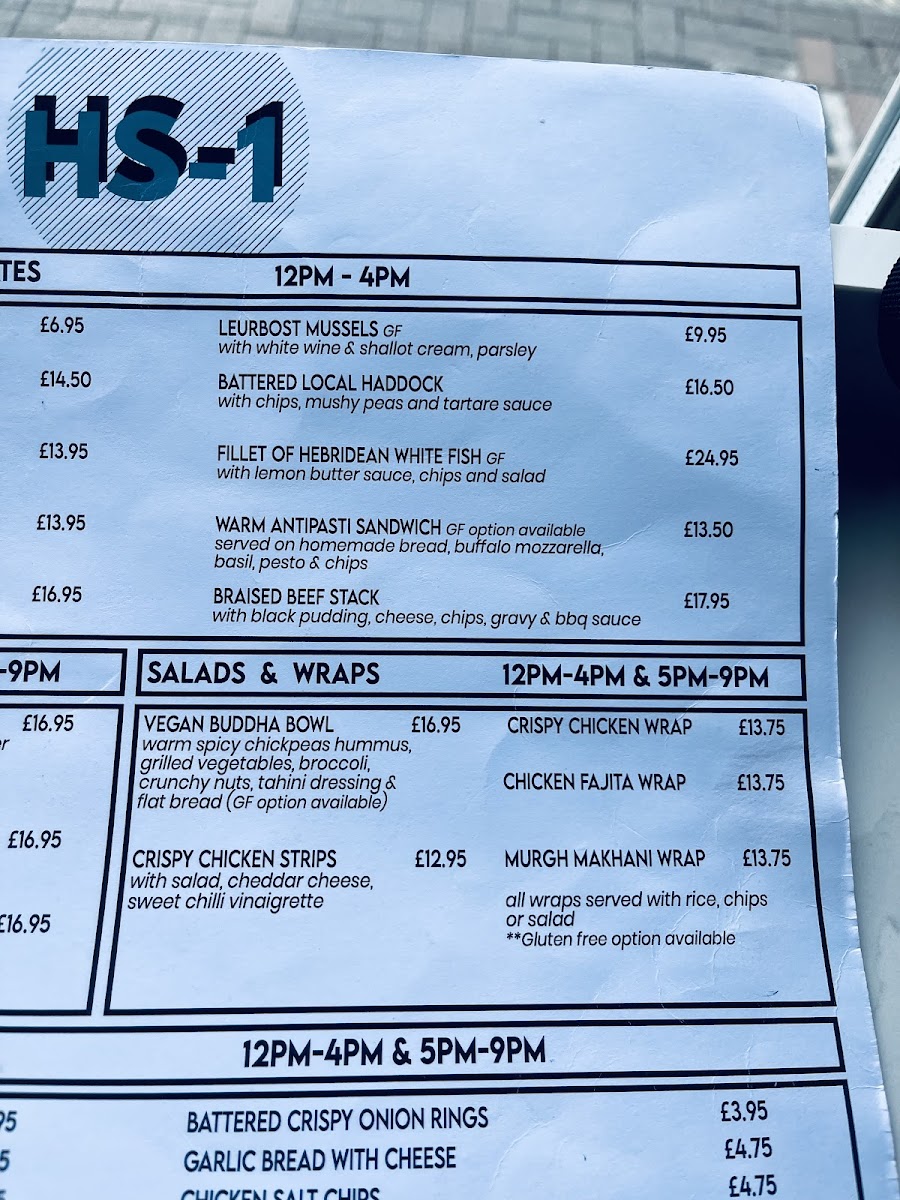 HS-1
TES 12PM - 4PM
£6.95
£14.50
£13.95
£13.95
£16.95
LEURBOST MUSSELS GF £9.95
with white wine & shallot cream, parsley
BATTERED LOCAL HADDOCK £16.50
with chips, mushy peas and tartare sauce
FILLET OF HEBRIDEAN WHITE FISH GF £24.95
with lemon butter sauce, chips and salad
WARM ANTIPASTI SANDWICH GF option available £13.50
served on homemade bread, buffalo mozzarella,
basil, pesto & chips
BRAISED BEEF STACK £17.95
with black pudding, cheese, chips, gravy & bbq sauce
-9PM
£16.95
r
£16.95
£16.95
SALADS & WRAPS 12PM-4PM & 5PM-9PM
VEGAN BUDDHA BOWL £16.95
warm spicy chickpeas hummus,
grilled vegetables, broccoli,
crunchy nuts, tahini dressing &
flat bread (GF option available)
CRISPY CHICKEN STRIPS £12.95
with salad, cheddar cheese,
sweet chilli vinaigrette
CRISPY CHICKEN WRAP £13.75
CHICKEN FAJITA WRAP £13.75
MURGH MAKHANI WRAP £13.75
all wraps served with rice, chips
or salad
**Gluten free option available
12PM-4PM & 5PM-9PM
95 BATTERED CRISPY ONION RINGS £3.95
5 GARLIC BREAD WITH CHEESE £4.75
CHICKEN SALT CHIPS £4.75